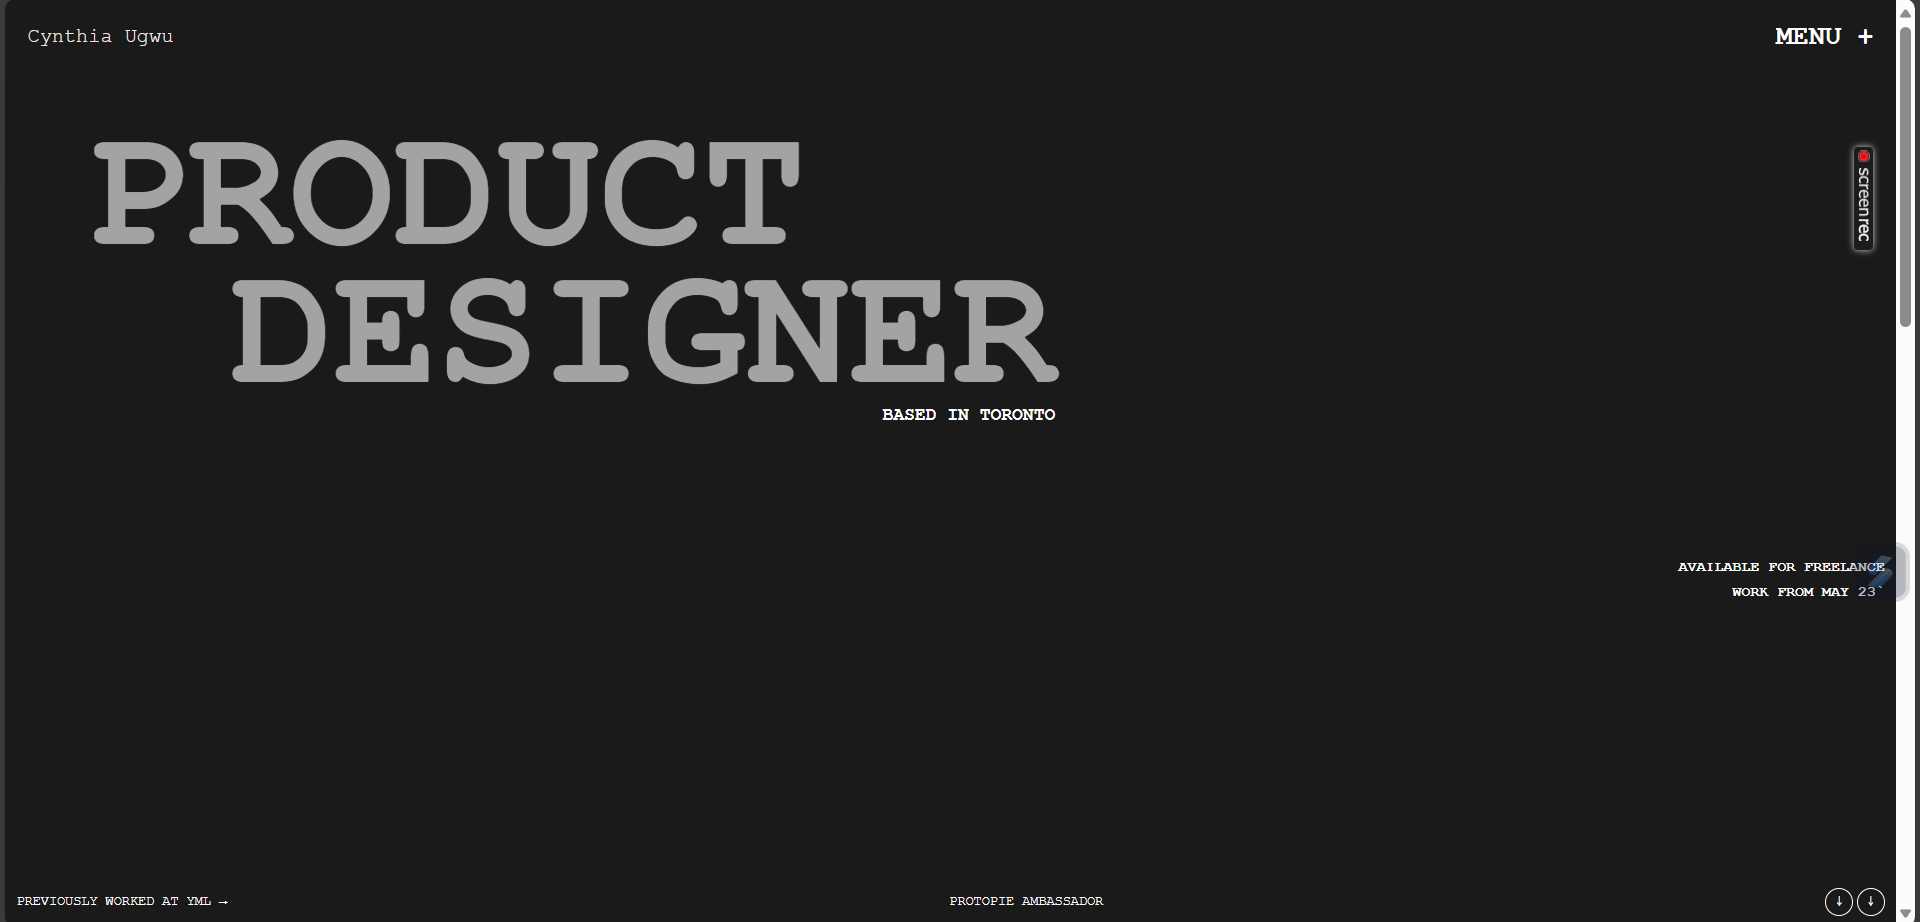 Cynthia Ugwu
MENU +
PRODUCT
screenrec
DESIGNER
BASED IN TORONTO
AVAILABLE FOR FREELANCE
WORK FROM MAY 23`
PREVIOUSLY WORKED AT YML →
PROTOPIE AMBASSADOR
↓ ↓